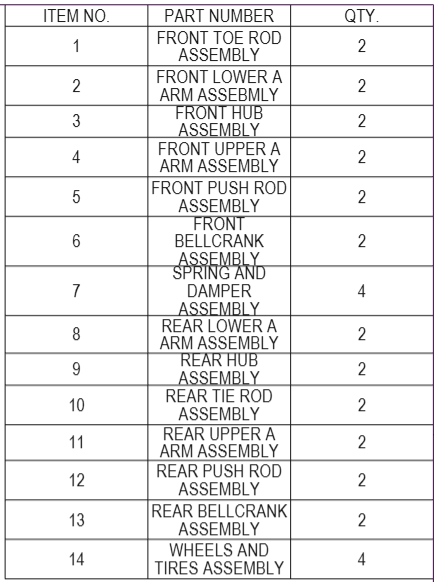 ITEM NO. PART NUMBER QTY.
1 FRONT TOE ROD 2
ASSEMBLY
2 FRONT LOWER A 2
ARM ASSEBMLY
3 FRONT HUB 2
ASSEMBLY
4 FRONT UPPER A 2
ARM ASSEMBLY
5 FRONT PUSH ROD 2
ASSEMBLY
6 FRONT 2
BELLCRANK
ASSEMBLY
7 SPRING AND 4
DAMPER
ASSEMBLY
8 REAR LOWER A 2
ARM ASSEMBLY
9 REAR HUB 2
ASSEMBLY
10 REAR TIE ROD 2
ASSEMBLY
11 REAR UPPER A 2
ARM ASSEMBLY
12 REAR PUSH ROD 2
ASSEMBLY
13 REAR BELLCRANK 2
ASSEMBLY
14 WHEELS AND 4
TIRES ASSEMBLY